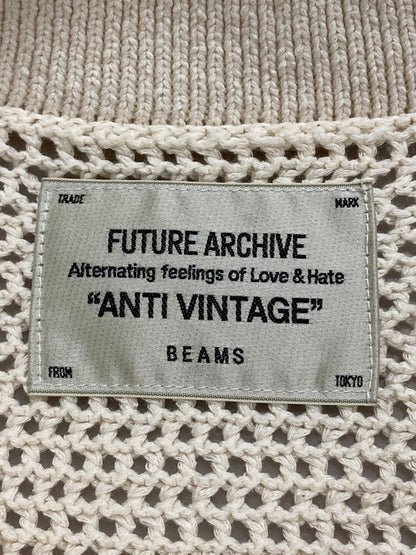 TRADE MARK
FUTURE ARCHIVE
Alternating feelings of Love & Hate
“ANTI VINTAGE”
BEAMS
FROM TOKYO